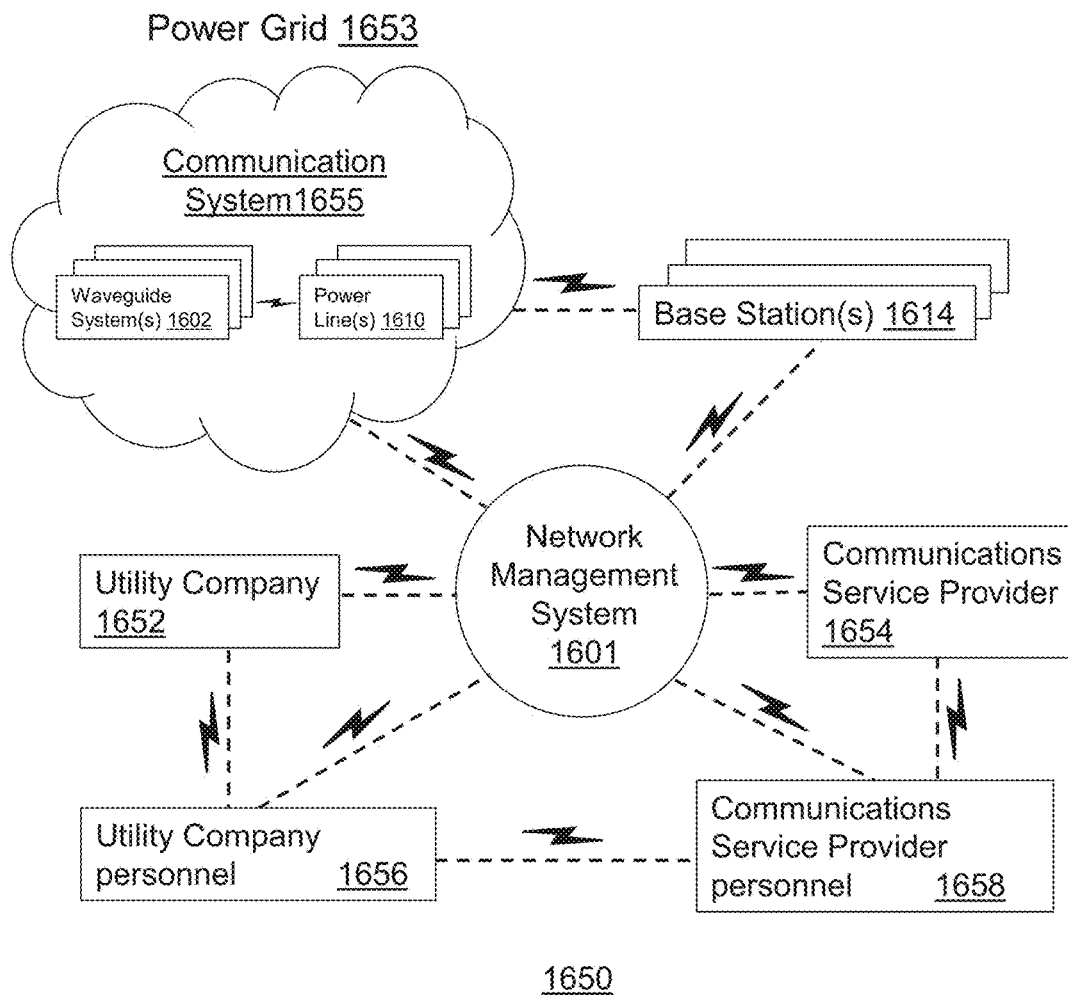 Power Grid 1653
Communication
System1655
Waveguide
System(s) 1602
Power
Line(s) 1610
Base Station(s) 1614
Network
Management
System
1601
Utility Company
1652
Communications
Service Provider
1654
Utility Company
personnel 1656
Communications
Service Provider
personnel 1658
1650